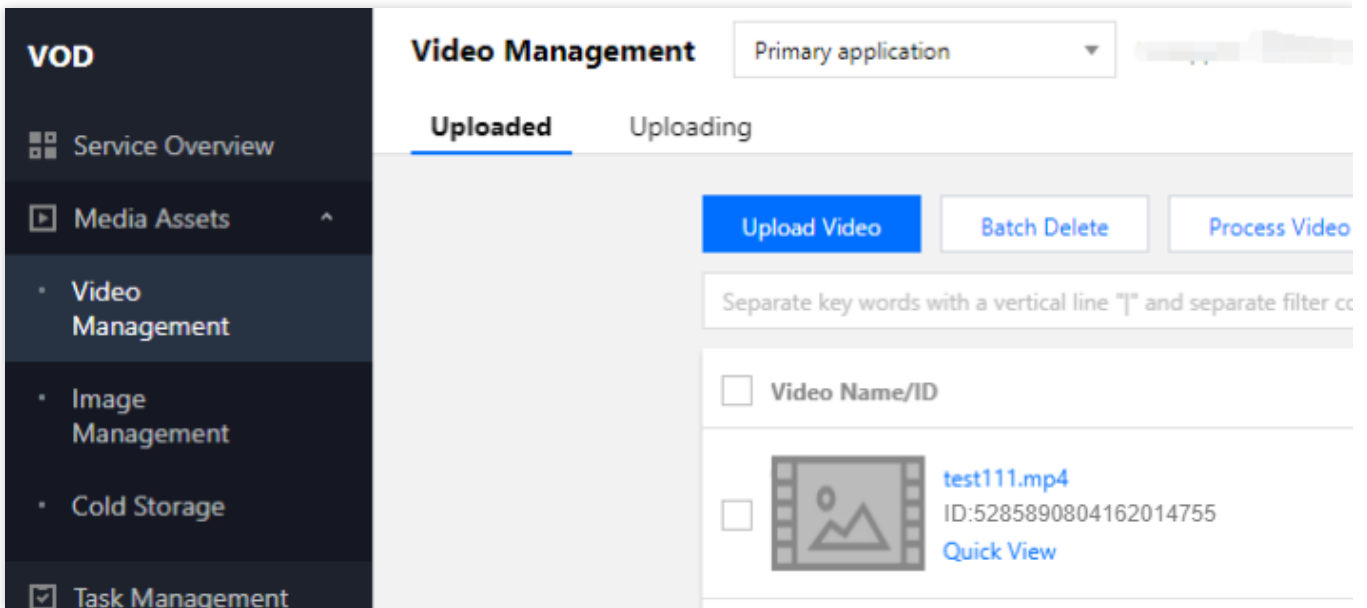 VOD
Service Overview
Media Assets
Video
Management
Image
Management
Cold Storage
Task Management
Video Management
Primary application
Uploaded
Uploading
Upload Video
Batch Delete
Process Video
Separate key words with a vertical line "|" and separate filter co
Video Name/ID
test111.mp4
ID:5285890804162014755
Quick View